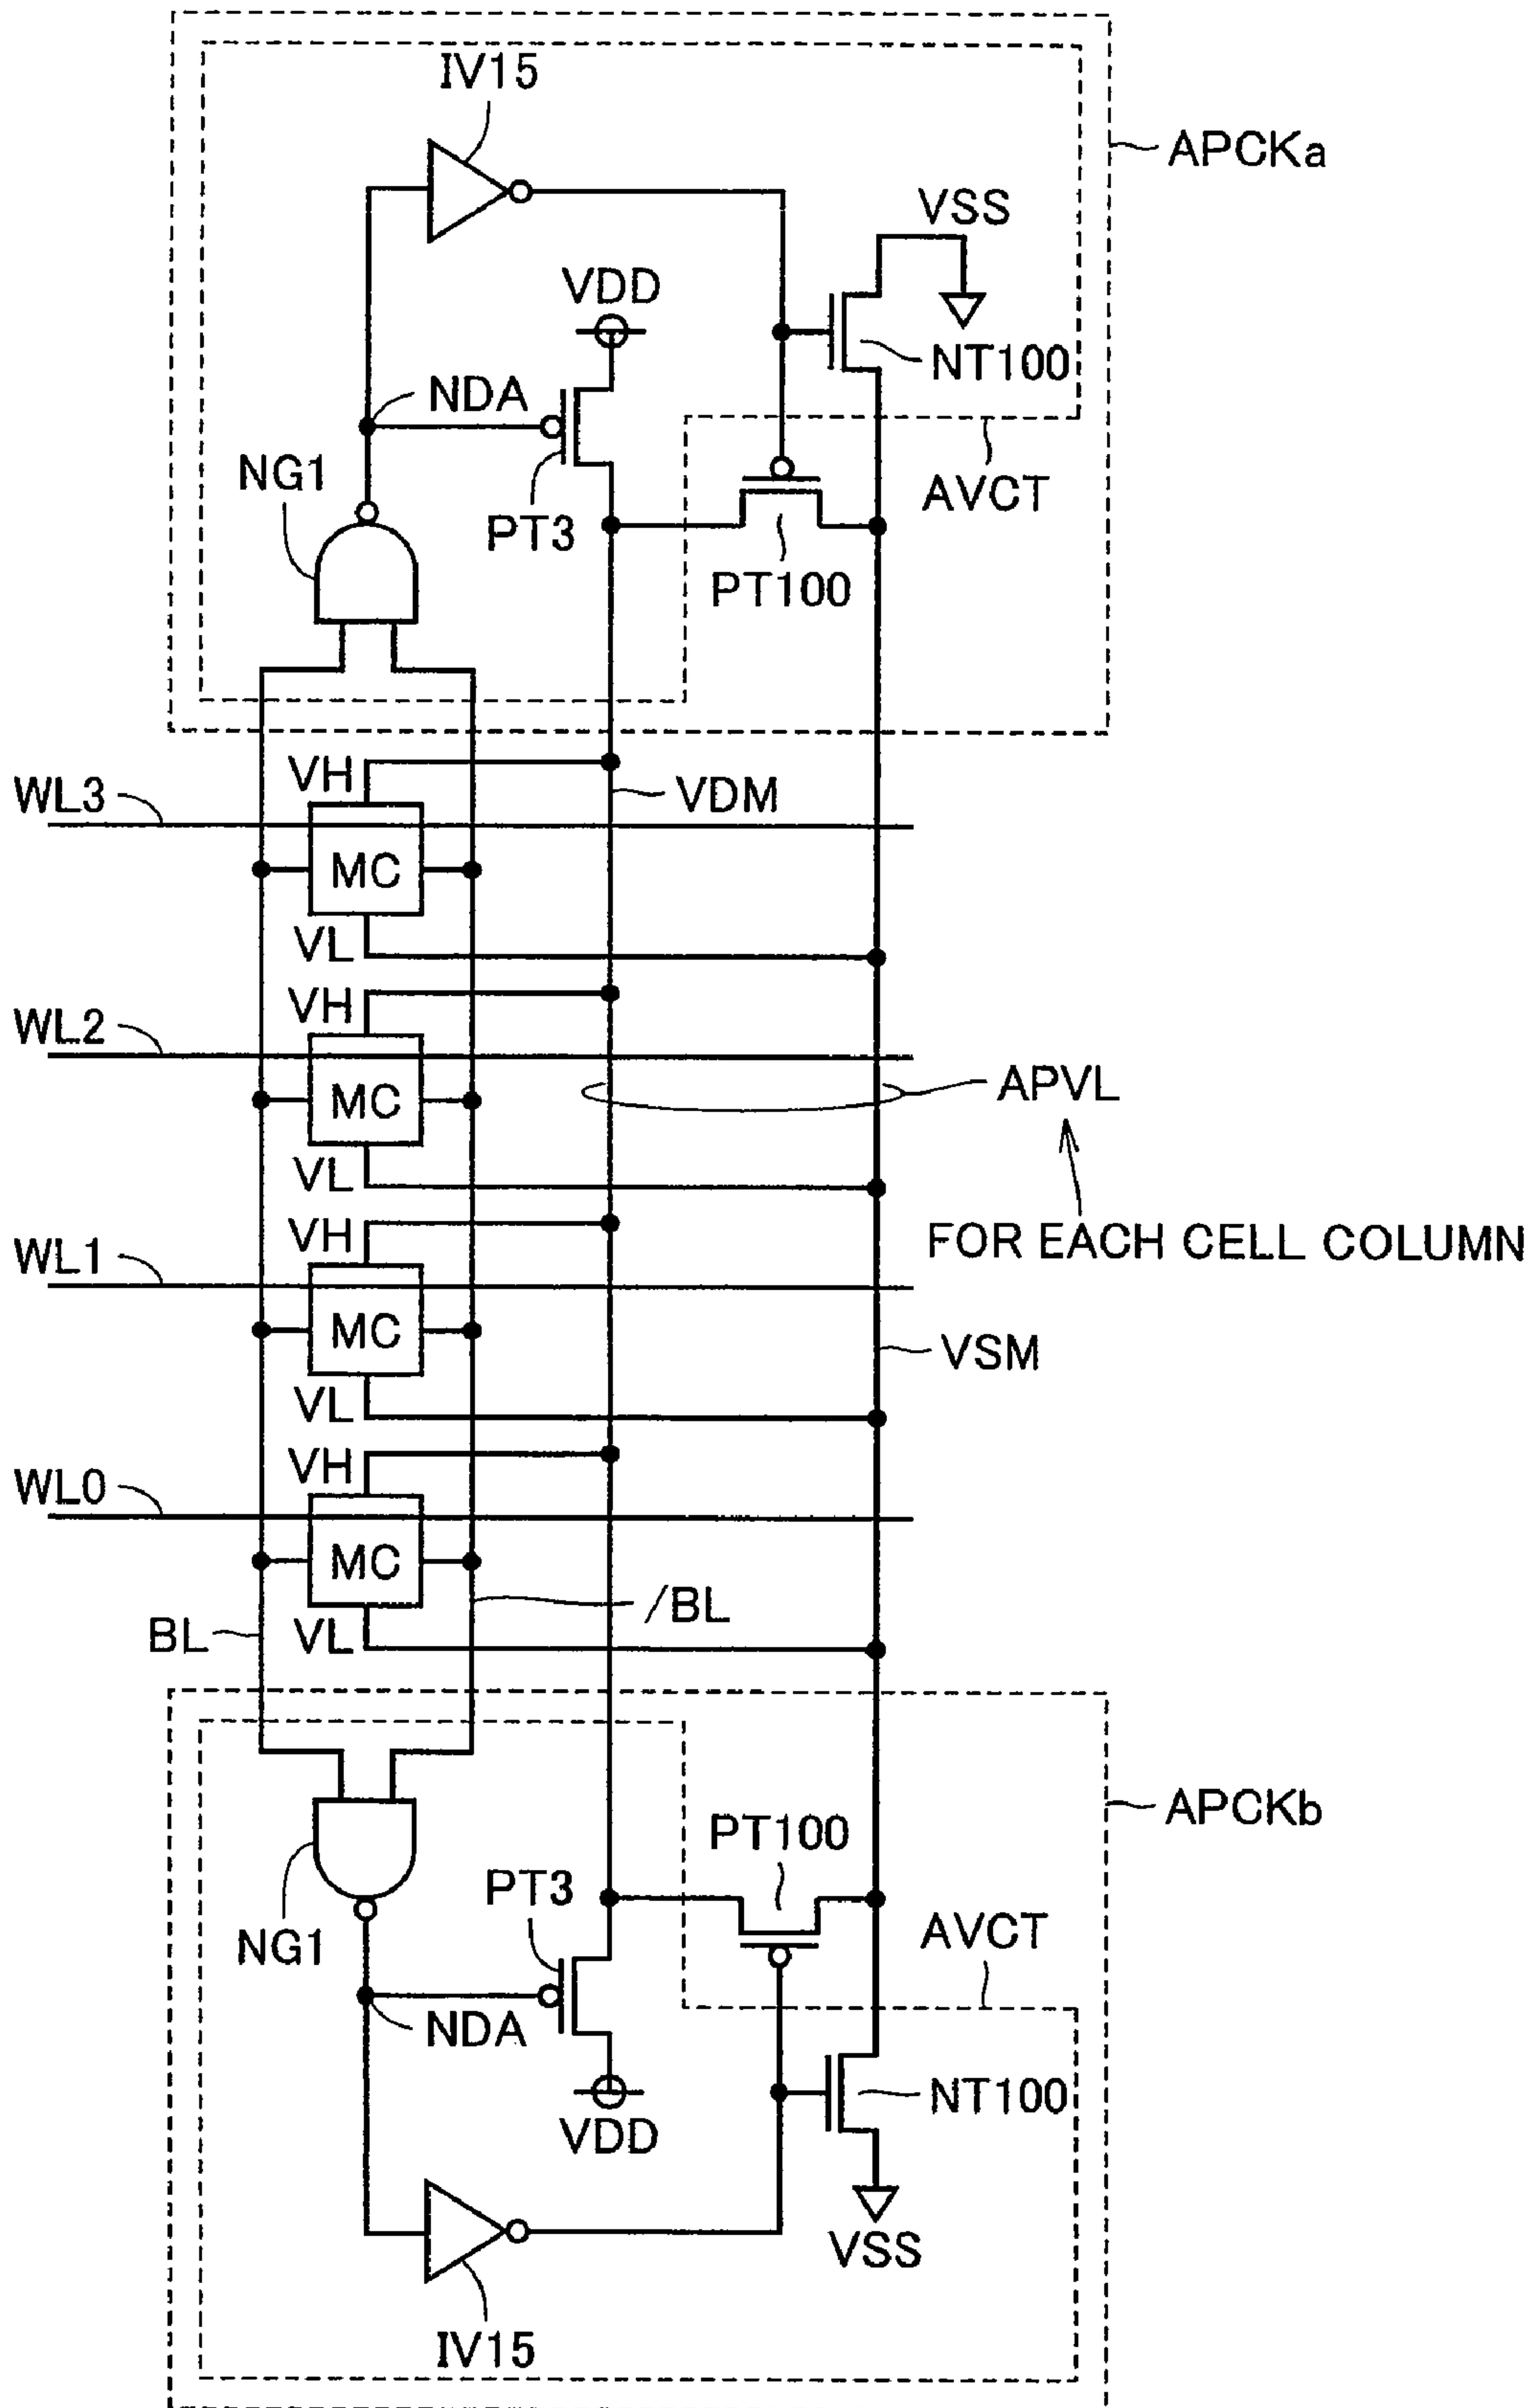 IV15
APCKa
VSS
VDD
NT100
NDA
NG1
AVCT
PT3
PT100
VH
WL3
VDM
MC
VL
VH
WL2
APVL
MC
VL
VH
FOR EACH CELL COLUMN
WL1
MC
VSM
VL
VH
WL0
MC
/BL
BL
VL
APCKb
PT100
PT3
AVCT
NG1
NDA
NT100
VDD
VSS
IV15